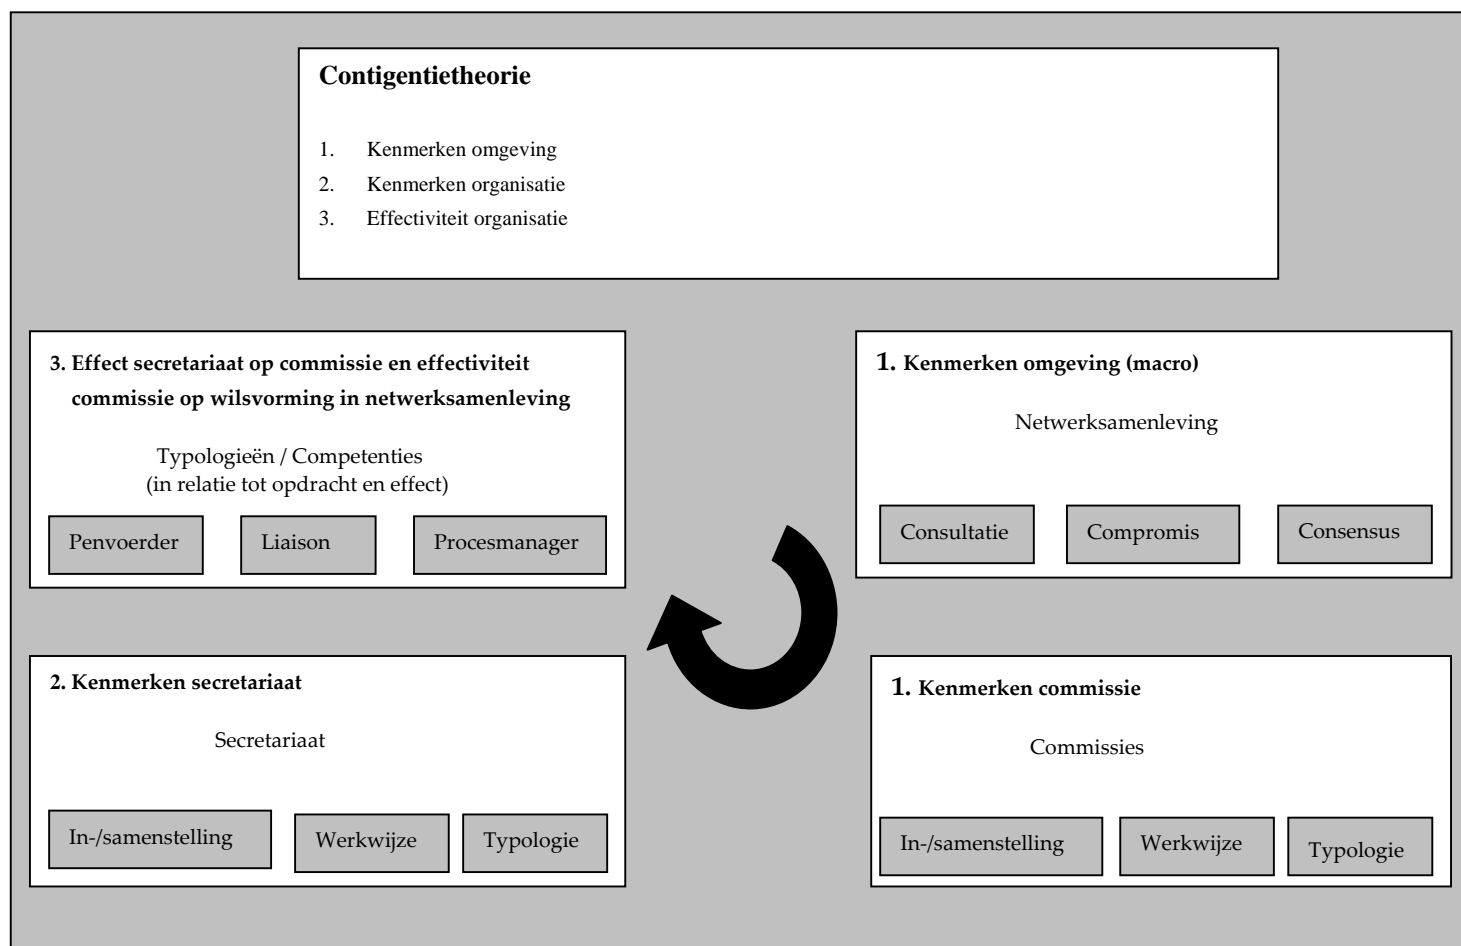 Contigentietheorie
1. Kenmerken omgeving
2. Kenmerken organisatie
3. Effectiviteit organisatie
3. Effect secretariaat op commissie en effectiviteit
commissie op wilsvorming in netwerksamenleving
Typologieën / Competenties
(in relatie tot opdracht en effect)
Penvoerder
Liaison
Procesmanager
1. Kenmerken omgeving (macro)
Netwerksamenleving
Consultatie
Compromis
Consensus
2. Kenmerken secretariaat
Secretariaat
In-/samenstelling
Werkwijze
Typologie
1. Kenmerken commissie
Commissies
In-/samenstelling
Werkwijze
Typologie